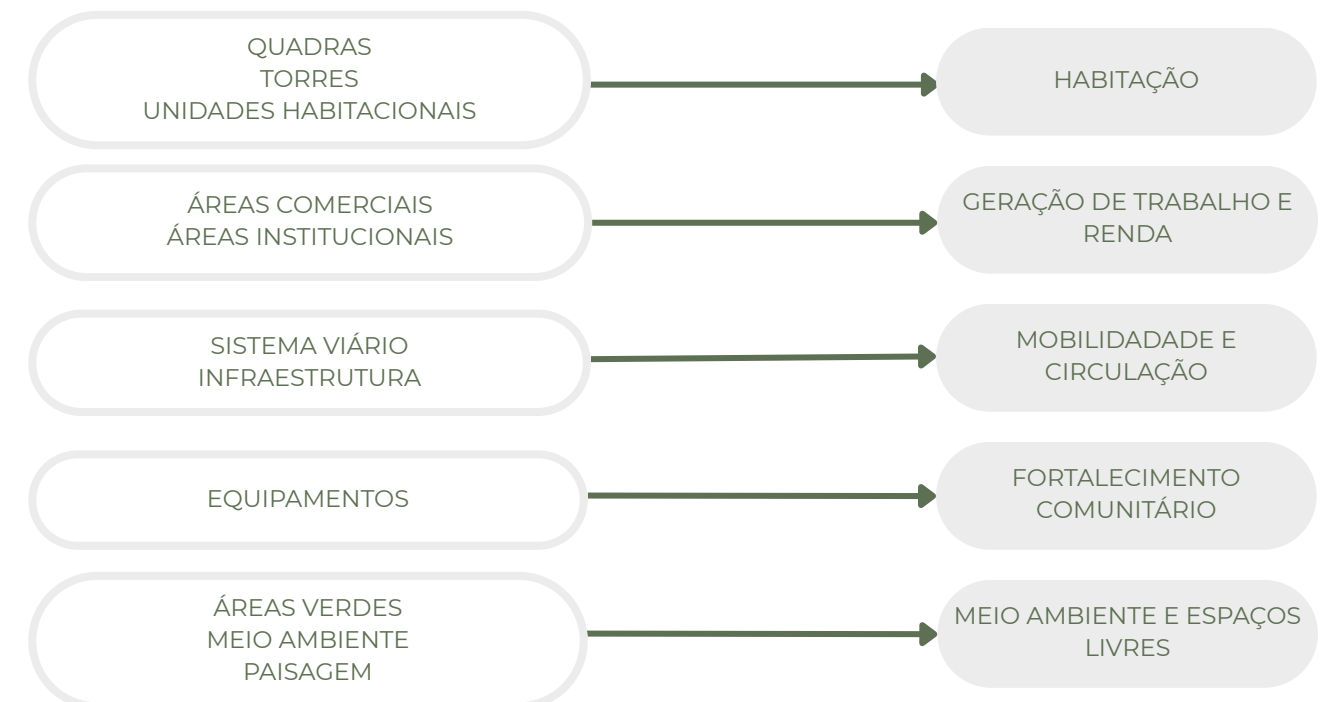 QUADRAS
TORRES
UNIDADES HABITACIONAIS
HABITAÇÃO
ÁREAS COMERCIAIS
ÁREAS INSTITUCIONAIS
GERAÇÃO DE TRABALHO E
RENDA
SISTEMA VIÁRIO
INFRAESTRUTURA
MOBILIDADADE E
CIRCULAÇÃO
EQUIPAMENTOS
FORTALECIMENTO
COMUNITÁRIO
ÁREAS VERDES
MEIO AMBIENTE
PAISAGEM
MEIO AMBIENTE E ESPAÇOS
LIVRES